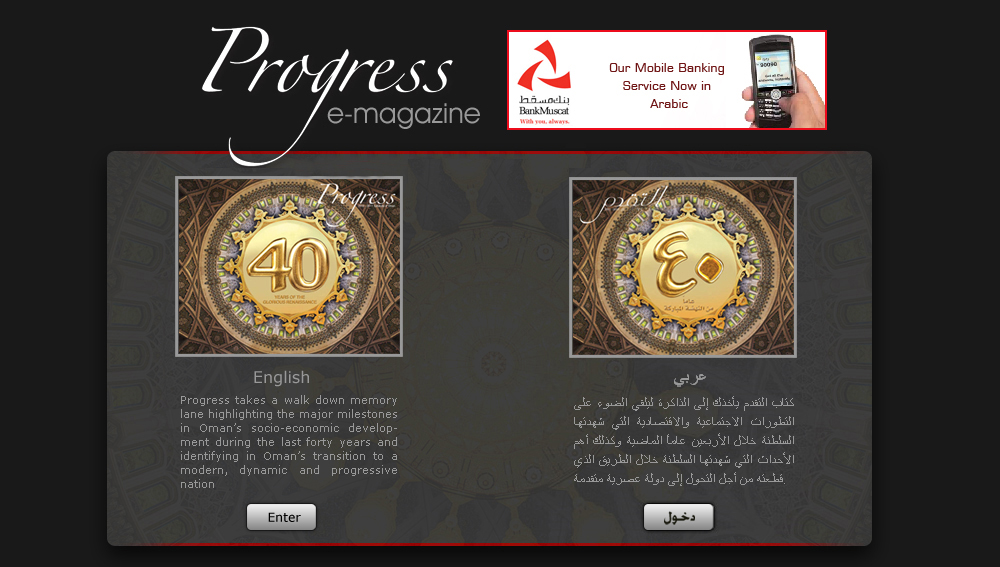 Progress
e-magazine
بنك مسقط
BankMuscat
With you, always.
Our Mobile Banking
Service Now in
Arabic
90090
Progress
40
YEARS OF THE
GLORIOUS RENAISSANCE
English
Progress takes a walk down memory
lane highlighting the major milestones
in Oman's socio-economic develop-
ment during the last forty years and
identifying in Oman's transition to a
modern, dynamic and progressive
nation
Enter
التقدم
٤٠
عاماً
من النهضة المباركة
عربي
كتاب التقدم يأخذك إلى الذاكرة ليلقي الضوء على
التطورات الاجتماعية والاقتصادية التي شهدتها
السلطنة خلال الأربعين عاماً الماضية وكذلك أهم
الأحداث التي شهدتها السلطنة خلال الطريق الذي
قطعته من أجل التحول إلى دولة عصرية متقدمة.
دخول